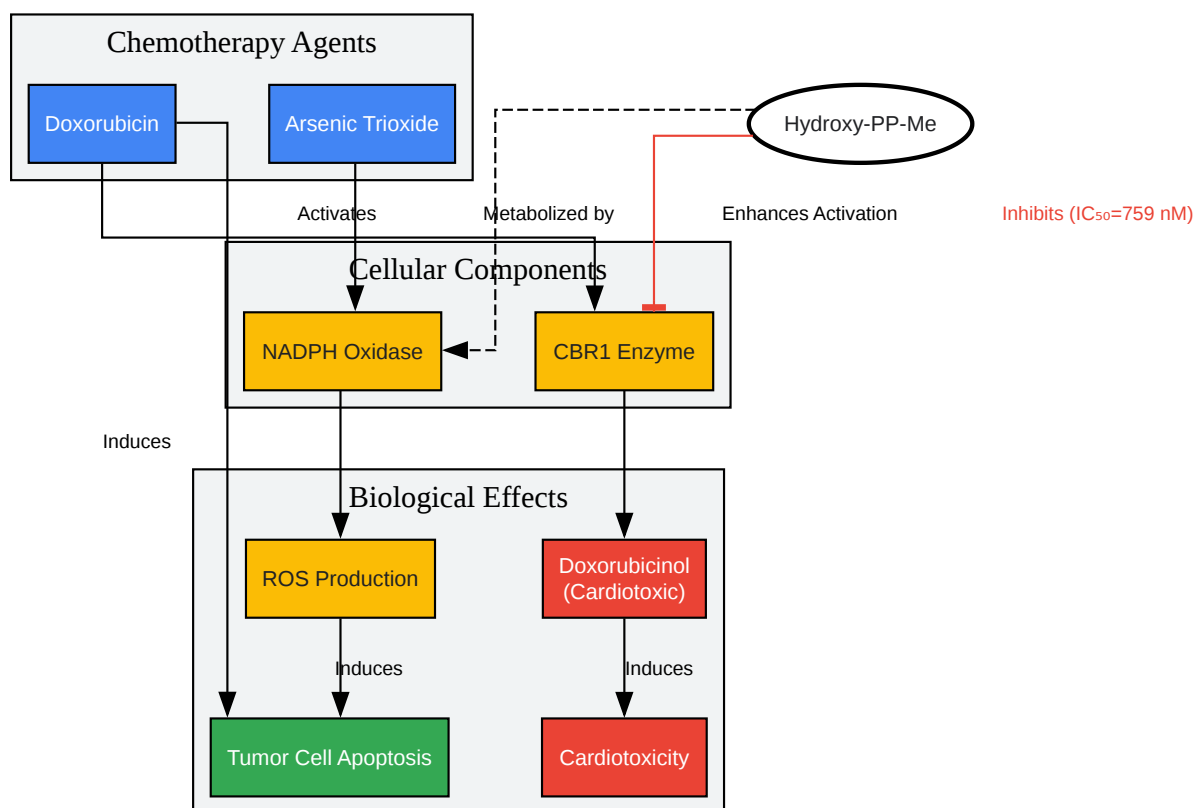 Chemotherapy Agents
Doxorubicin
Arsenic Trioxide
Hydroxy-PP-Me
Activates
Metabolized by
Enhances Activation
Inhibits (IC₅₀=759 nM)
Cellular Components
NADPH Oxidase
CBR1 Enzyme
Induces
Biological Effects
ROS Production
Doxorubicinol
(Cardiotoxic)
Induces
Induces
Tumor Cell Apoptosis
Cardiotoxicity